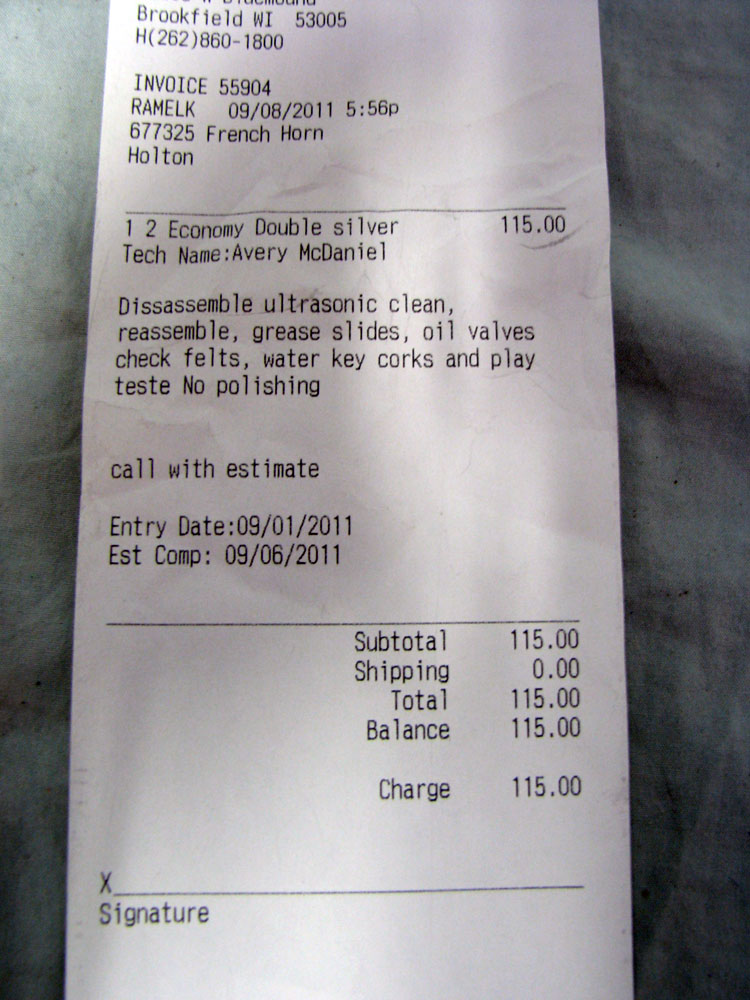 Brookfield WI 53005
H(262)860-1800
INVOICE 55904
RAMELK 09/08/2011 5:56p
677325 French Horn
Holton
1 2 Economy Double silver 115.00
Tech Name:Avery McDaniel
Dissassemble ultrasonic clean,
reassemble, grease slides, oil valves
check felts, water key corks and play
teste No polishing
call with estimate
Entry Date:09/01/2011
Est Comp: 09/06/2011
Subtotal 115.00
Shipping 0.00
Total 115.00
Balance 115.00
Charge 115.00
X
Signature